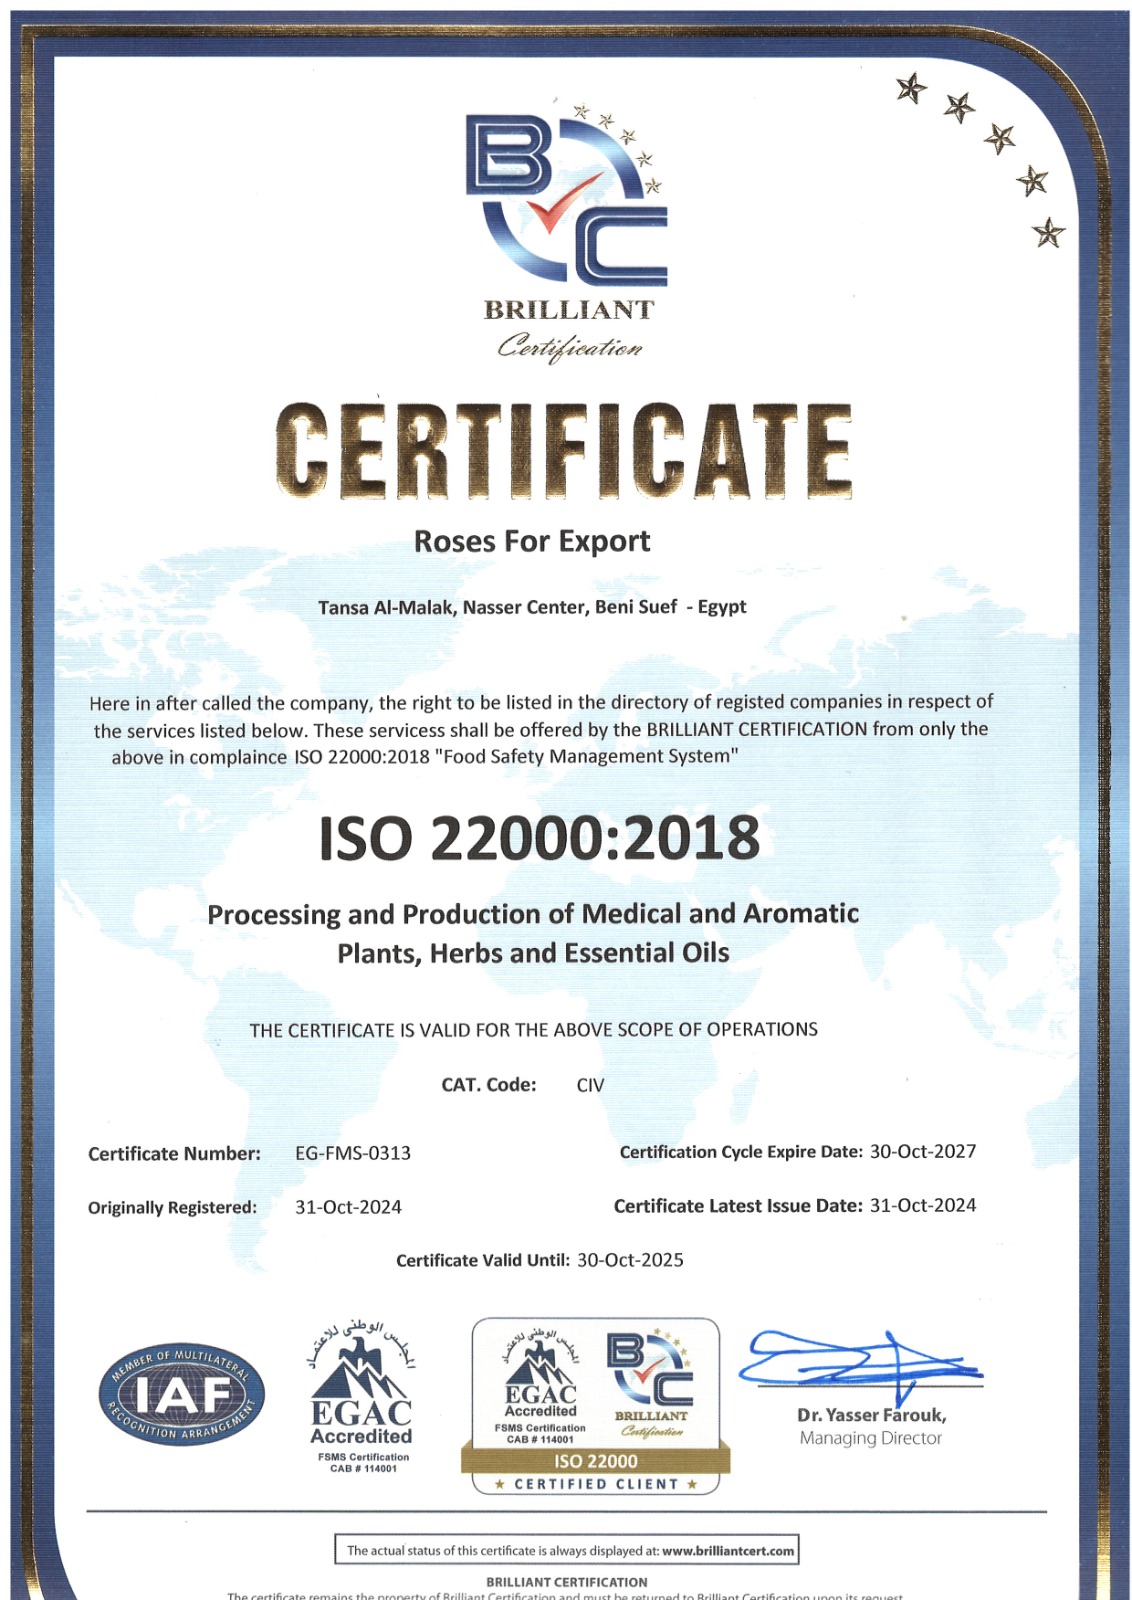 BC
BRILLIANT
Certification
CERTIFICATE
Roses For Export
Tansa Al-Malak, Nasser Center, Beni Suef - Egypt
Here in after called the company, the right to be listed in the directory of registed companies in respect of
the services listed below. These servicess shall be offered by the BRILLIANT CERTIFICATION from only the
above in complaince ISO 22000:2018 "Food Safety Management System"
ISO 22000:2018
Processing and Production of Medical and Aromatic
Plants, Herbs and Essential Oils
THE CERTIFICATE IS VALID FOR THE ABOVE SCOPE OF OPERATIONS
CAT. Code: CIV
Certificate Number: EG-FMS-0313
Certification Cycle Expire Date: 30-Oct-2027
Originally Registered: 31-Oct-2024
Certificate Latest Issue Date: 31-Oct-2024
Certificate Valid Until: 30-Oct-2025
MEMBER OF MULTILATERAL
IAF
RECOGNITION ARRANGEMENT
المجلس الوطنى للاعتماد
EGAC
Accredited
FSMS Certification
CAB # 114001
المجلس الوطنى للاعتماد
EGAC
Accredited
FSMS Certification
CAB # 114001
BC
BRILLIANT
Certification
ISO 22000
CERTIFIED CLIENT
Dr. Yasser Farouk,
Managing Director
The actual status of this certificate is always displayed at: www.brilliantcert.com
BRILLIANT CERTIFICATION
The certificate remains the property of Brilliant Certification and must be returned to Brilliant Certification upon its request